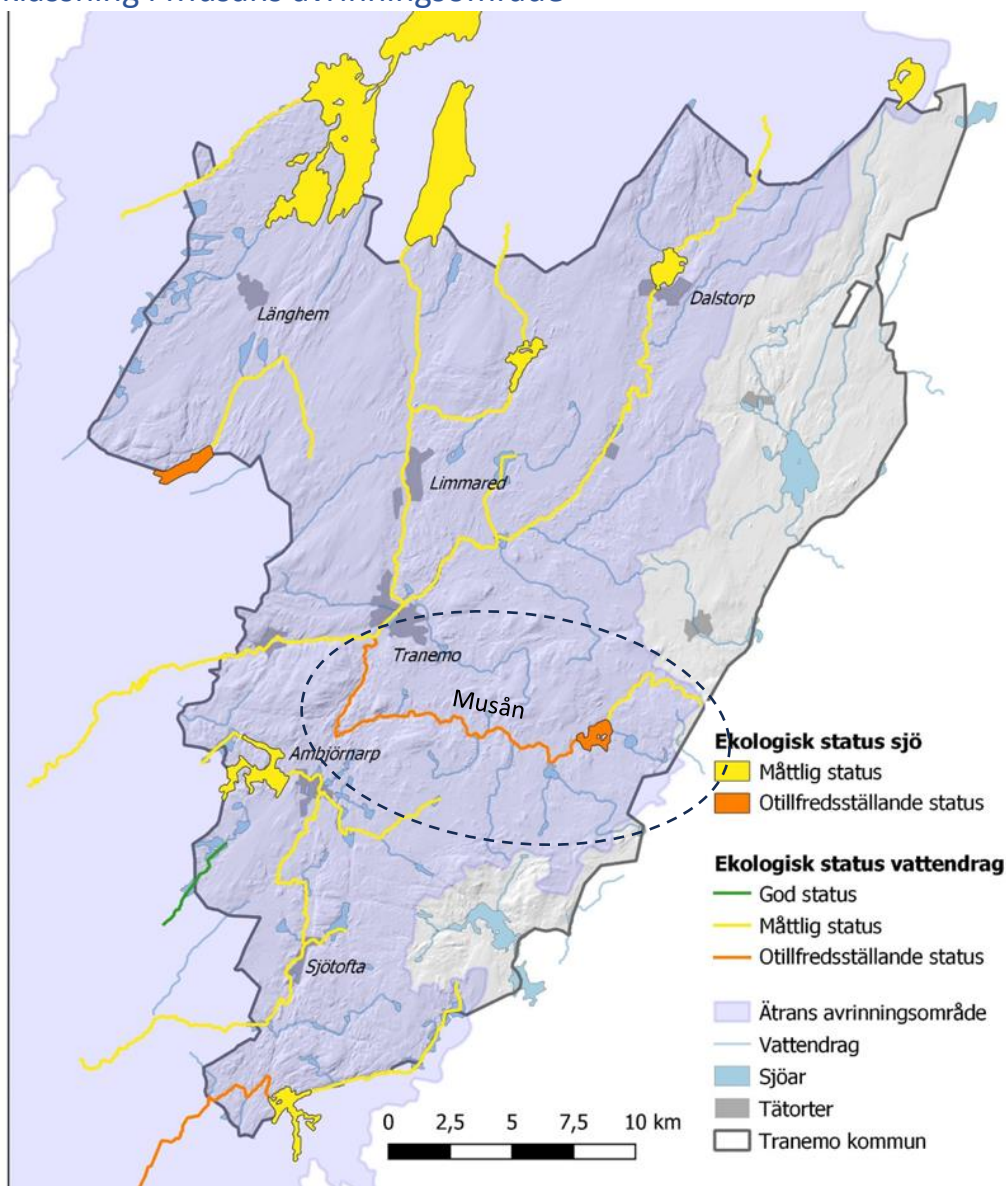 Länghem
Dalstorp
Limmared
Tranemo
Musån
Ambjörnarp
Sjötofta
Ekologisk status sjö
Måttlig status
Otillfredsställande status
Ekologisk status vattendrag
God status
Måttlig status
Otillfredsställande status
Ätrans avrinningsområde
Vattendrag
Sjöar
Tätorter
Tranemo kommun
0 2,5 5 7,5 10 km